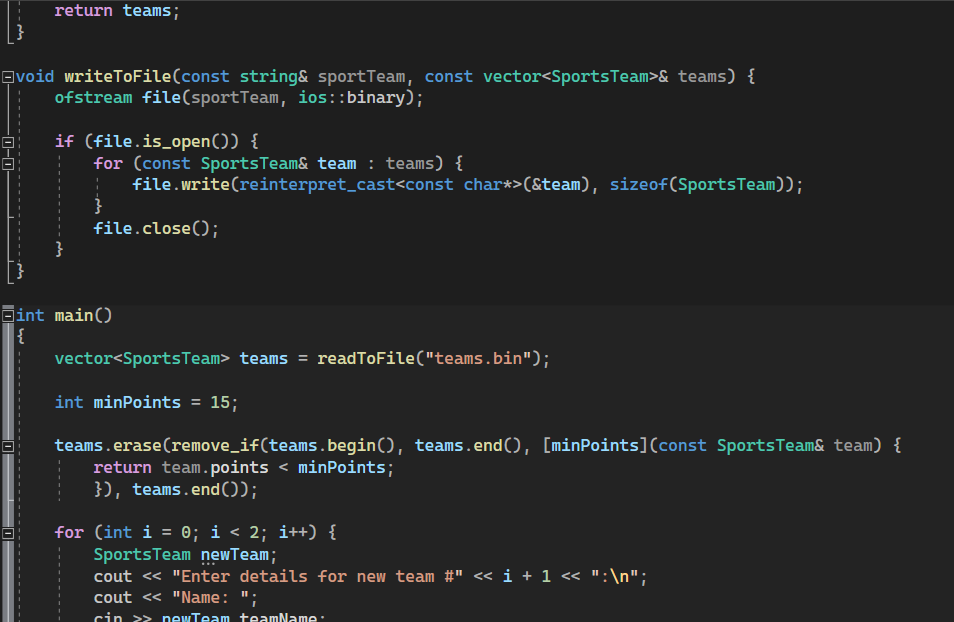 return teams;
}
void writeToFile(const string& sportTeam, const vector<SportsTeam>& teams) {
ofstream file(sportTeam, ios::binary);
if (file.is_open()) {
for (const SportsTeam& team : teams) {
file.write(reinterpret_cast<const char*>(&team), sizeof(SportsTeam));
}
file.close();
}
}
int main()
{
vector<SportsTeam> teams = readToFile("teams.bin");
int minPoints = 15;
teams.erase(remove_if(teams.begin(), teams.end(), [minPoints](const SportsTeam& team) {
return team.points < minPoints;
}), teams.end());
for (int i = 0; i < 2; i++) {
SportsTeam newTeam;
cout << "Enter details for new team #" << i + 1 << ":\n";
cout << "Name: ";
cin >> newTeam.teamName;